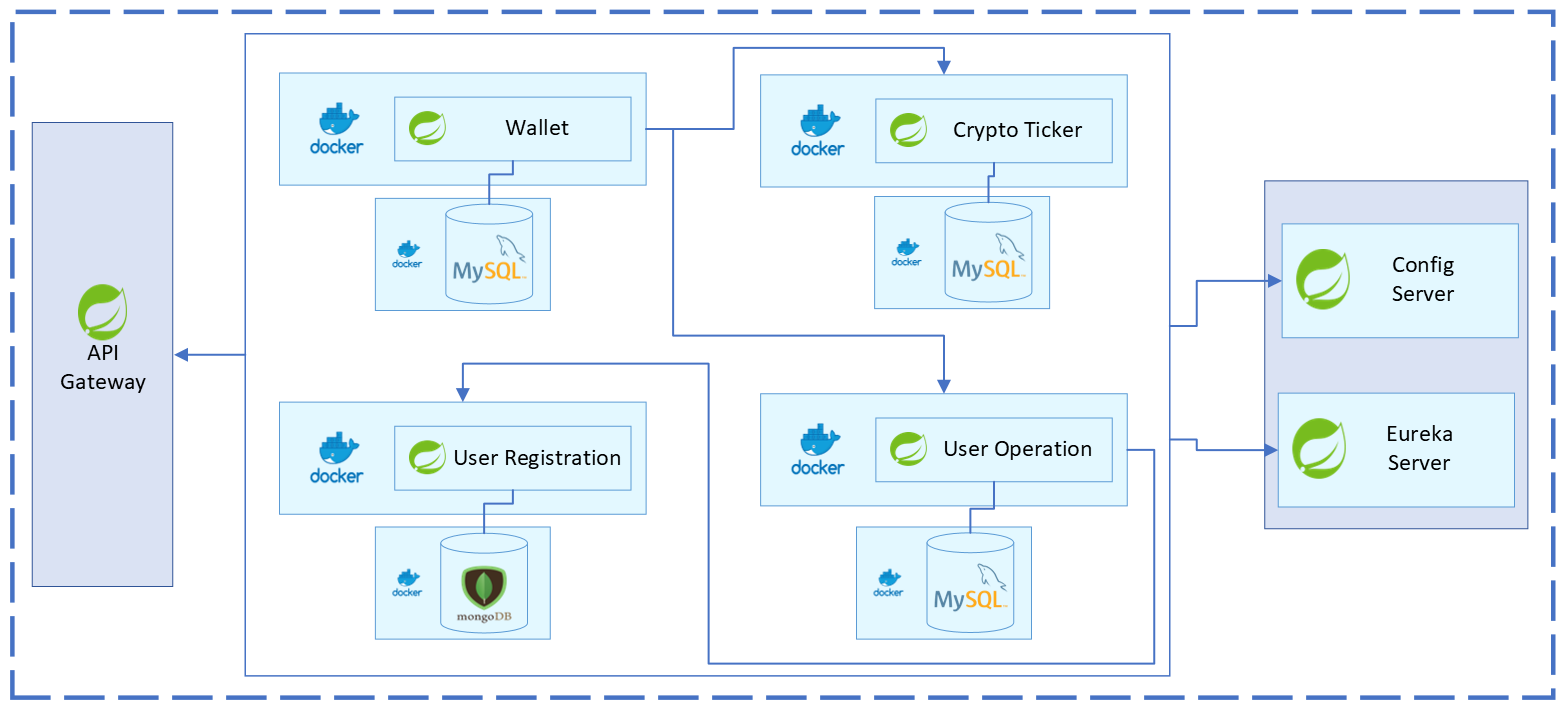 docker
Wallet
docker
Crypto Ticker
docker
MySQL
docker
MySQL
API
Gateway
Config
Server
docker
User Registration
docker
User Operation
Eureka
Server
docker
mongoDB
docker
MySQL